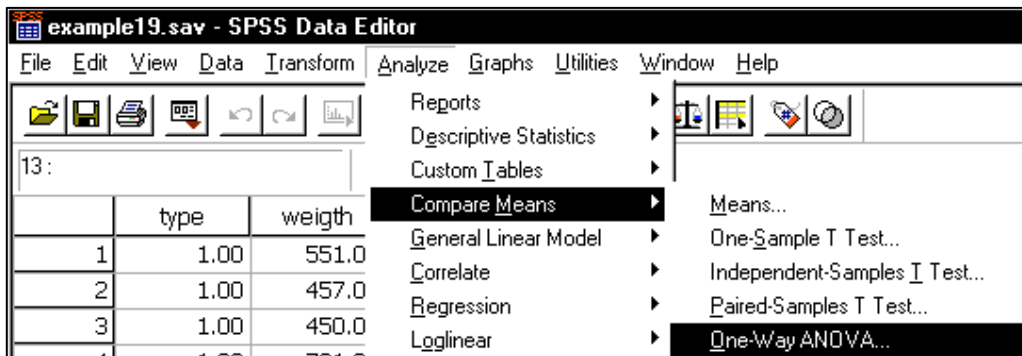 SPSS
example19.sav - SPSS Data Editor
File Edit View Data Transform Analyze Graphs Utilities Window Help
Reports
Descriptive Statistics
13 :
Custom Tables
type weigth
Compare Means
Means...
1 1.00 551.0
General Linear Model
One-Sample T Test...
2 1.00 457.0
Correlate
Independent-Samples T Test...
3 1.00 450.0
Regression
Paired-Samples T Test...
Loglinear
One-Way ANOVA...